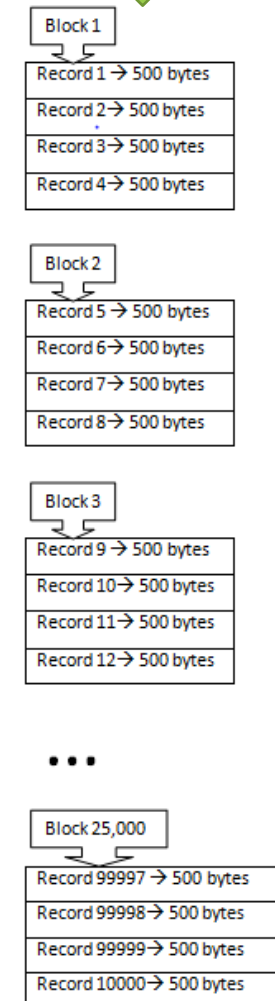 Block 1
Record 1→ 500 bytes
Record 2→ 500 bytes
Record 3→ 500 bytes
Record 4→ 500 bytes
Block 2
Record 5 → 500 bytes
Record 6→ 500 bytes
Record 7→ 500 bytes
Record 8→ 500 bytes
Block 3
Record 9 → 500 bytes
Record 10→ 500 bytes
Record 11→ 500 bytes
Record 12→ 500 bytes
...
Block 25,000
Record 99997 → 500 bytes
Record 99998→ 500 bytes
Record 99999→ 500 bytes
Record 10000→ 500 bytes